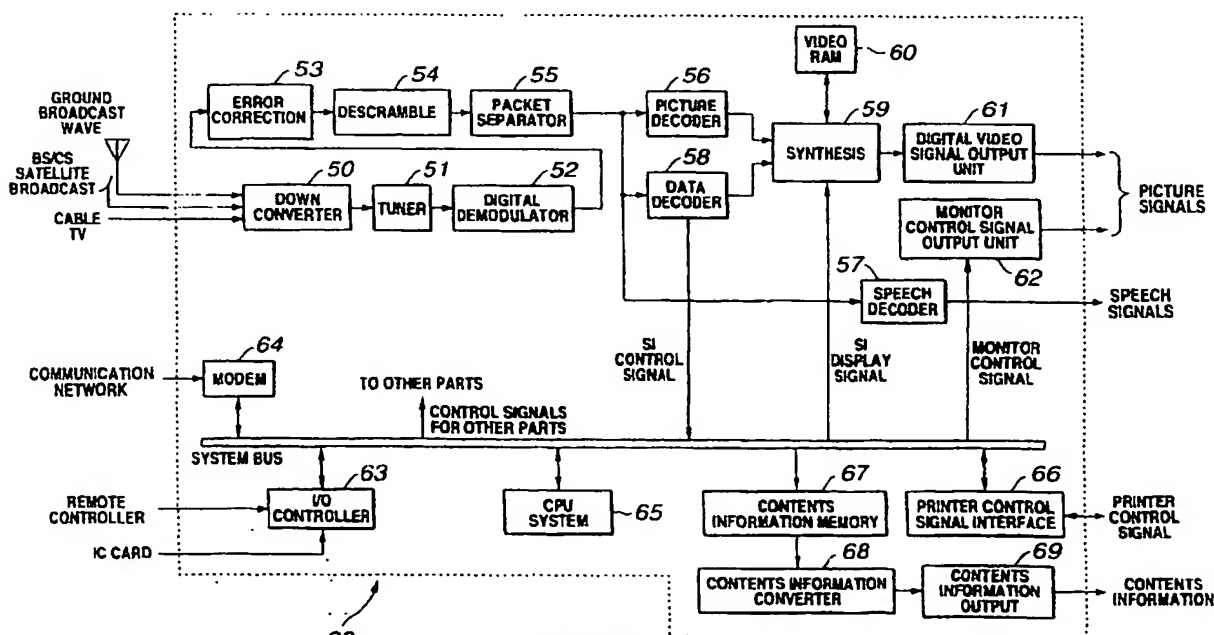 VIDEO
RAM
60
53
54
55
56
59
61
GROUND
BROADCAST
WAVE
ERROR
CORRECTION
DESCRAMBLE
PACKET
SEPARATOR
PICTURE
DECODER
SYNTHESIS
DIGITAL VIDEO
SIGNAL OUTPUT
UNIT
BS/CS
SATELLITE
BROADCAST
CABLE
TV
50
51
52
58
DOWN
CONVERTER
TUNER
DIGITAL
DEMODULATOR
DATA
DECODER
MONITOR
CONTROL SIGNAL
OUTPUT UNIT
62
PICTURE
SIGNALS
57
SPEECH
DECODER
SPEECH
SIGNALS
64
COMMUNICATION
NETWORK
MODEM
TO OTHER PARTS
CONTROL SIGNALS
FOR OTHER PARTS
SI
CONTROL
SIGNAL
SI
DISPLAY
SIGNAL
MONITOR
CONTROL
SIGNAL
SYSTEM BUS
63
REMOTE
CONTROLLER
I/O
CONTROLLER
IC CARD
CPU
SYSTEM
65
67
CONTENTS
INFORMATION MEMORY
66
PRINTER CONTROL
SIGNAL INTERFACE
PRINTER
CONTROL
SIGNAL
68
CONTENTS INFORMATION
CONVERTER
69
CONTENTS
INFORMATION OUTPUT
CONTENTS
INFORMATION